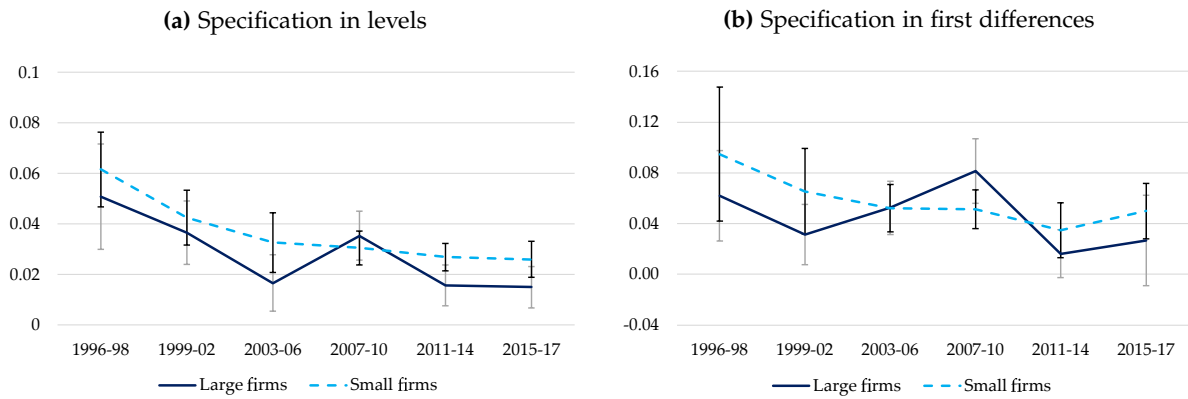 (a) Specification in levels
0.1
0.08
0.06
0.04
0.02
0
1996-98 1999-02 2003-06 2007-10 2011-14 2015-17
Large firms Small firms
(b) Specification in first differences
0.16
0.12
0.08
0.04
0.00
-0.04
1996-98 1999-02 2003-06 2007-10 2011-14 2015-17
Large firms Small firms